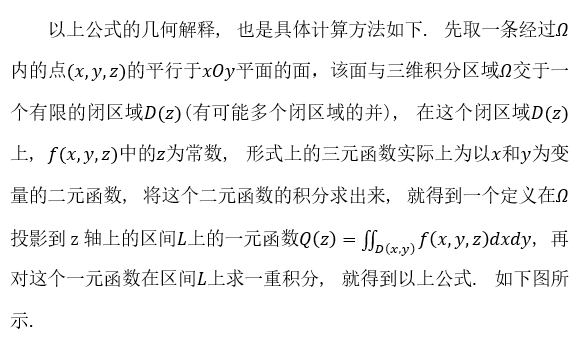 以上公式的几何解释, 也是具体计算方法如下. 先取一条经过Ω
内的点(x, y, z)的平行于xOy平面的面，该面与三维积分区域Ω交于一
个有限的闭区域D(z)(有可能多个闭区域的并), 在这个闭区域D(z)
上, f(x, y, z)中的z为常数, 形式上的三元函数实际上为以x和y为变
量的二元函数, 将这个二元函数的积分求出来, 就得到一个定义在Ω
投影到 z 轴上的区间L上的一元函数Q(z) = ∬_{D(x,y)} f(x, y, z)dxdy, 再
对这个一元函数在区间L上求一重积分, 就得到以上公式. 如下图所
示.